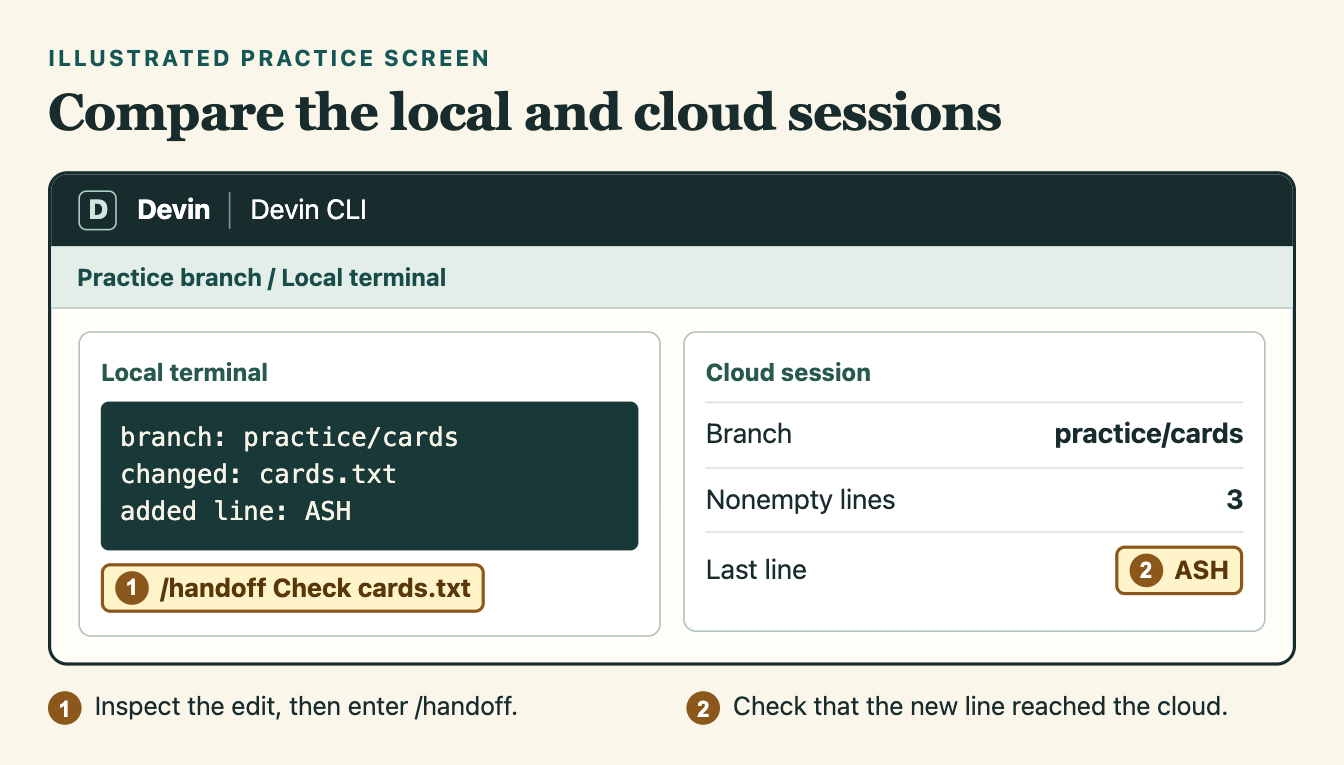 ILLUSTRATED PRACTICE SCREEN
Compare the local and cloud sessions
D Devin Devin CLI
Practice branch / Local terminal
Local terminal
branch: practice/cards
changed: cards.txt
added line: ASH
1 /handoff Check cards.txt
Cloud session
Branch practice/cards
Nonempty lines 3
Last line 2 ASH
1 Inspect the edit, then enter /handoff.
2 Check that the new line reached the cloud.